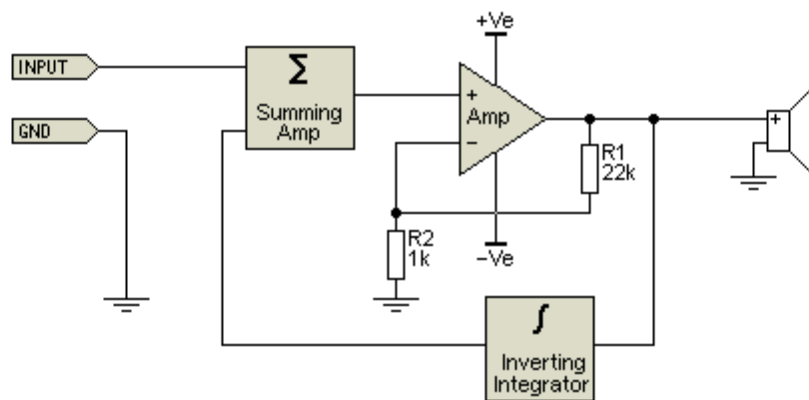 +Ve
INPUT
Σ
Summing
Amp
GND
+
Amp
−
+
R1
22k
R2
1k
−Ve
∫
Inverting
Integrator